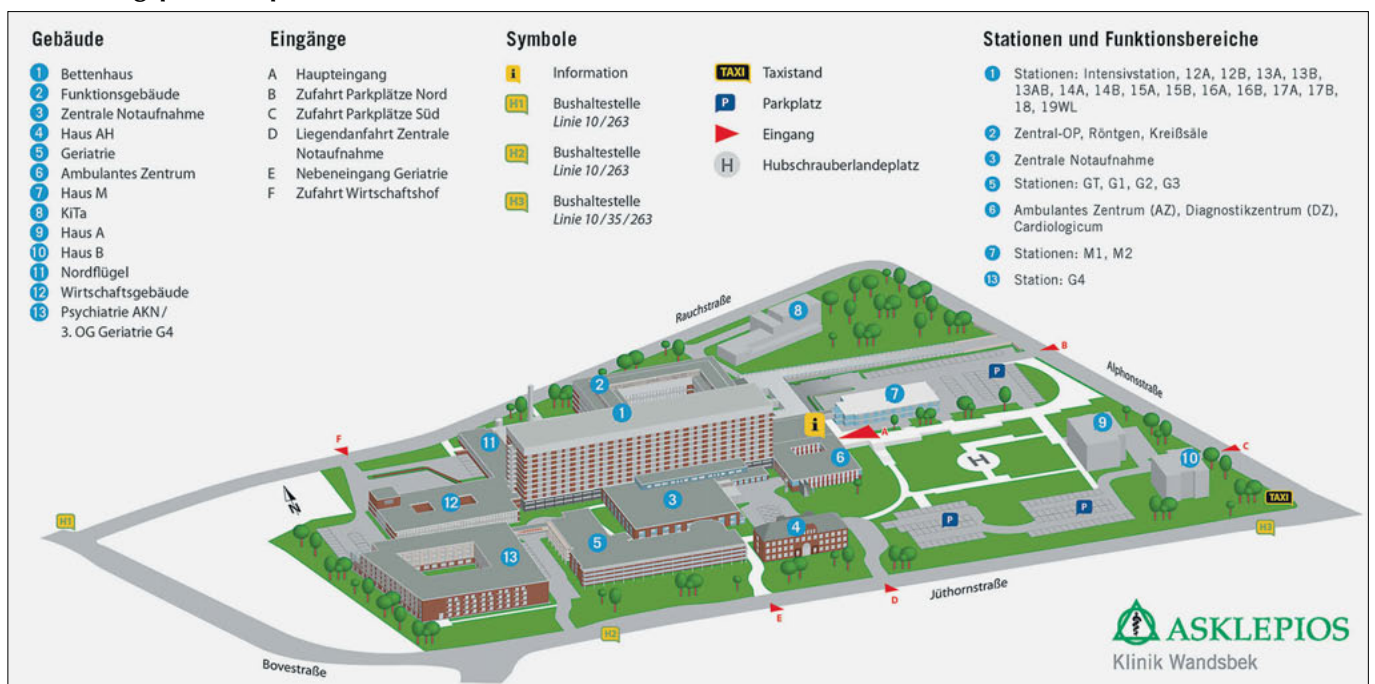 Gebäude
1 Bettenhaus
2 Funktionsgebäude
3 Zentrale Notaufnahme
4 Haus AH
5 Geriatrie
6 Ambulantes Zentrum
7 Haus M
8 KiTa
9 Haus A
10 Haus B
11 Nordflügel
12 Wirtschaftsgebäude
13 Psychiatrie AKN/
3. OG Geriatrie G4
Eingänge
A Haupteingang
B Zufahrt Parkplätze Nord
C Zufahrt Parkplätze Süd
D Liegendanfahrt Zentrale
Notaufnahme
E Nebeneingang Geriatrie
F Zufahrt Wirtschaftshof
Symbole
i Information
H1 Bushaltestelle
Linie 10/263
H2 Bushaltestelle
Linie 10/263
H3 Bushaltestelle
Linie 10/35/263
TAXI Taxistand
P Parkplatz
Eingang
H Hubschrauberlandeplatz
Stationen und Funktionsbereiche
1 Stationen: Intensivstation, 12A, 12B, 13A, 13B,
13AB, 14A, 14B, 15A, 15B, 16A, 16B, 17A, 17B,
18, 19WL
2 Zentral-OP, Röntgen, Kreißsäle
3 Zentrale Notaufnahme
5 Stationen: GT, G1, G2, G3
6 Ambulantes Zentrum (AZ), Diagnostikzentrum (DZ),
Cardiologicum
7 Stationen: M1, M2
13 Station: G4
Rauchstraße
8
B
Alphonsstraße
2
P
7
1
i
A
9
F
11
6
10
C
H
N
12
3
TAXI
H1
P
P
H3
4
13
5
D
Jüthornstraße
E
H2
Bovestraße
ASKLEPIOS
Klinik Wandsbek